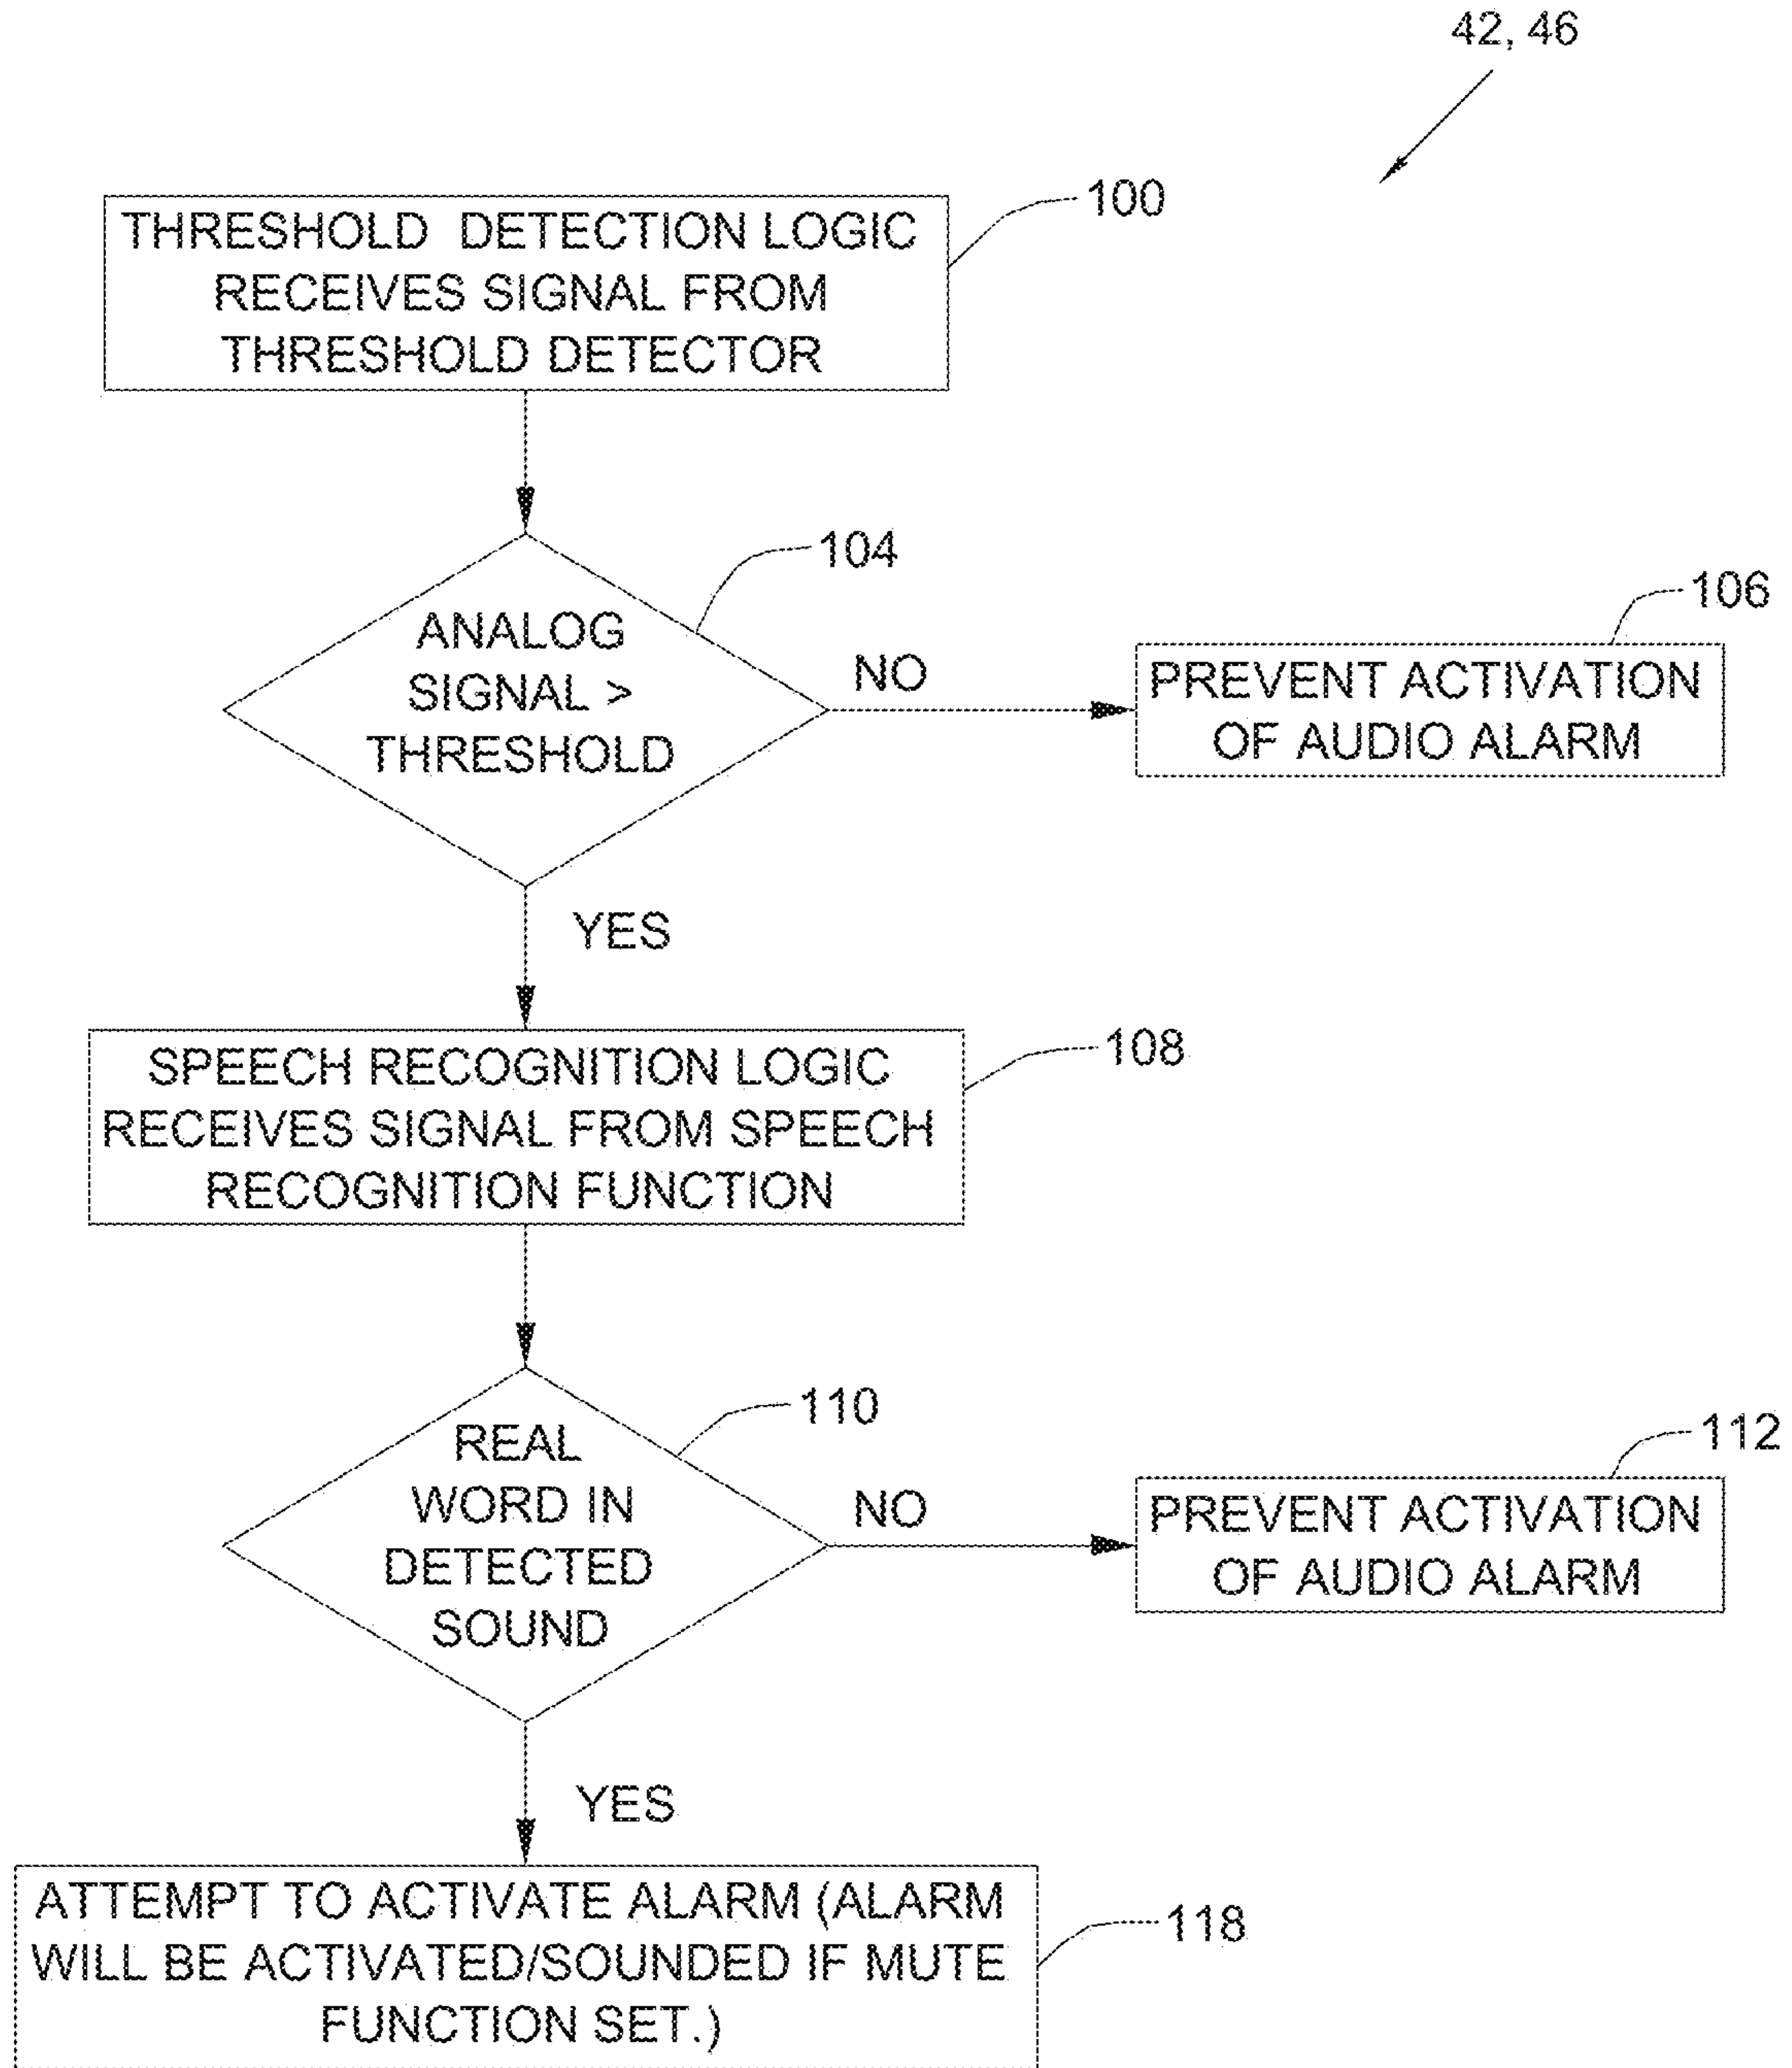 42, 46
100
THRESHOLD DETECTION LOGIC
RECEIVES SIGNAL FROM
THRESHOLD DETECTOR
104
ANALOG
SIGNAL >
THRESHOLD
NO
106
PREVENT ACTIVATION
OF AUDIO ALARM
YES
108
SPEECH RECOGNITION LOGIC
RECEIVES SIGNAL FROM SPEECH
RECOGNITION FUNCTION
110
REAL
WORD IN
DETECTED
SOUND
NO
112
PREVENT ACTIVATION
OF AUDIO ALARM
YES
118
ATTEMPT TO ACTIVATE ALARM (ALARM
WILL BE ACTIVATED/SOUNDED IF MUTE
FUNCTION SET.)